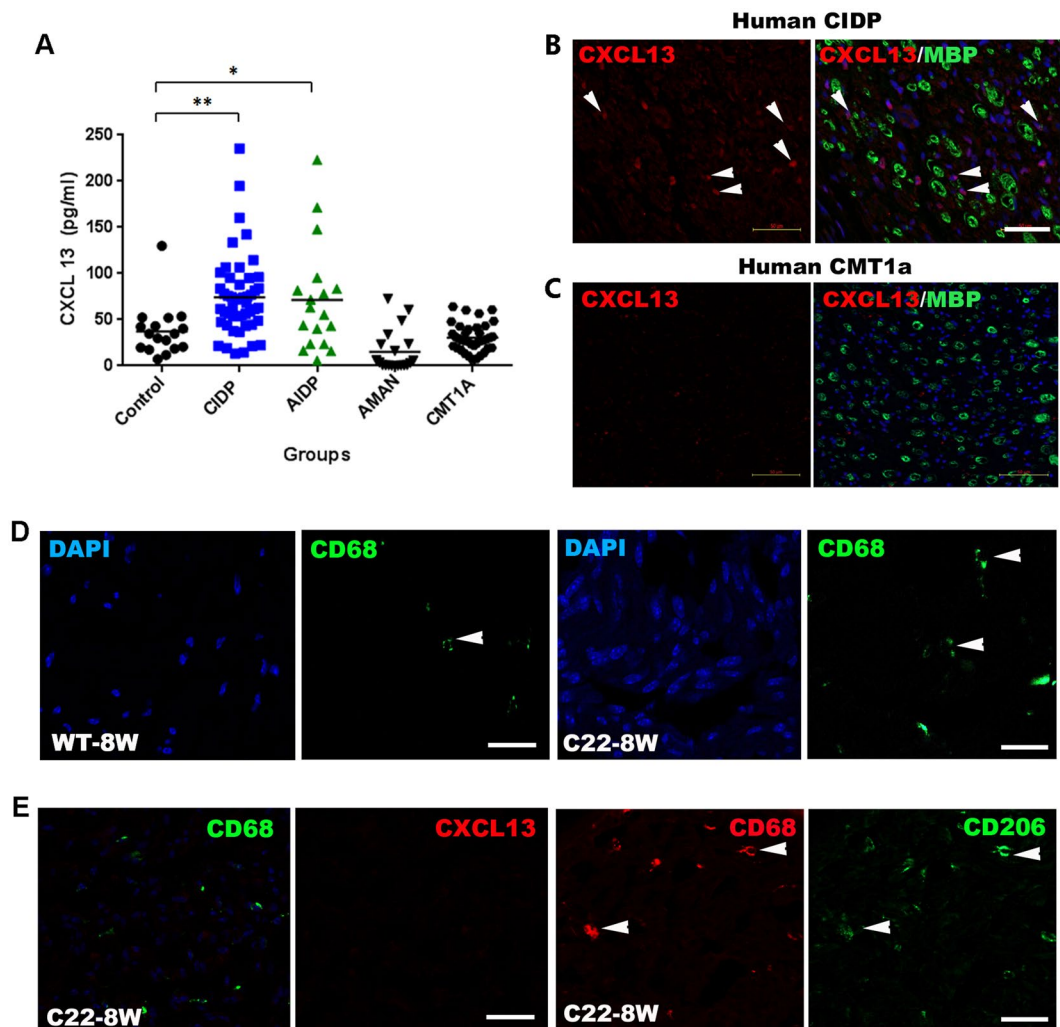 A
*
**
CXCL 13 (pg/ml)
250
200
150
100
50
0
Control
CIDP
AIDP
AMAN
CMT1A
Groups
Human CIDP
B
CXCL13
CXCL13/MBP
Human CMT1a
C
CXCL13
CXCL13/MBP
D
DAPI
CD68
DAPI
CD68
WT-8W
C22-8W
E
CD68
CXCL13
CD68
CD206
C22-8W
C22-8W